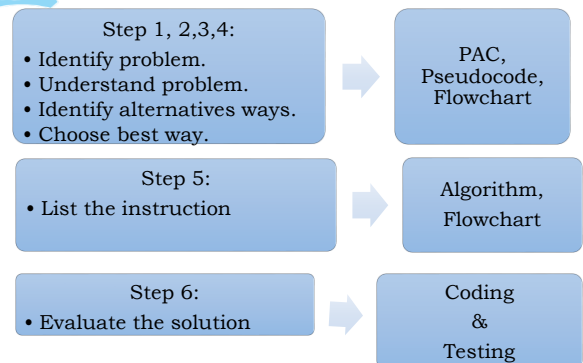 Step 1, 2,3,4:
• Identify problem.
• Understand problem.
• Identify alternatives ways.
• Choose best way.
PAC,
Pseudocode,
Flowchart
Step 5:
• List the instruction
Algorithm,
Flowchart
Step 6:
• Evaluate the solution
Coding
&
Testing